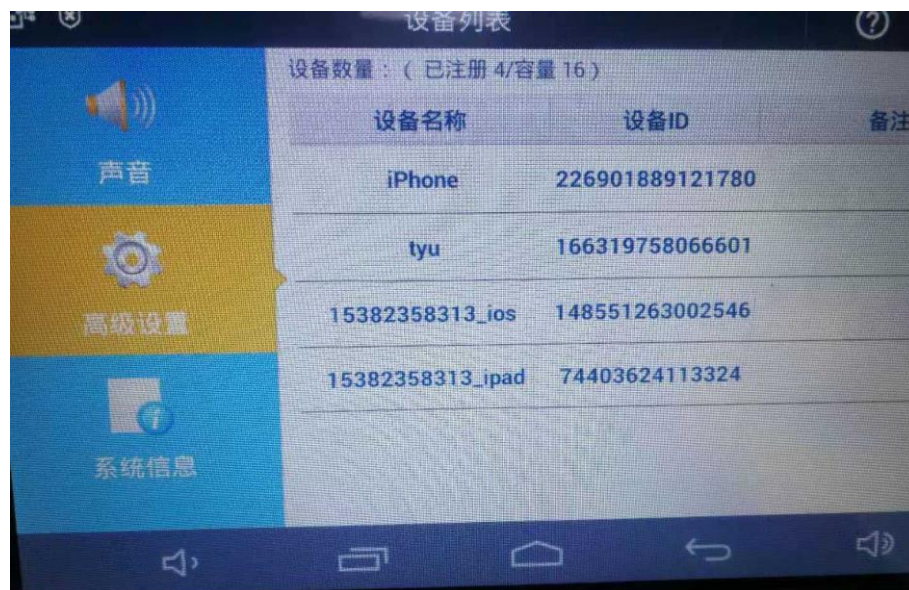 设备列表
设备数量：( 已注册 4/容量 16 )
设备名称 设备ID 备注
声音
iPhone 226901889121780
tyu 166319758066601
高级设置
15382358313_ios 148551263002546
15382358313_ipad 74403624113324
系统信息